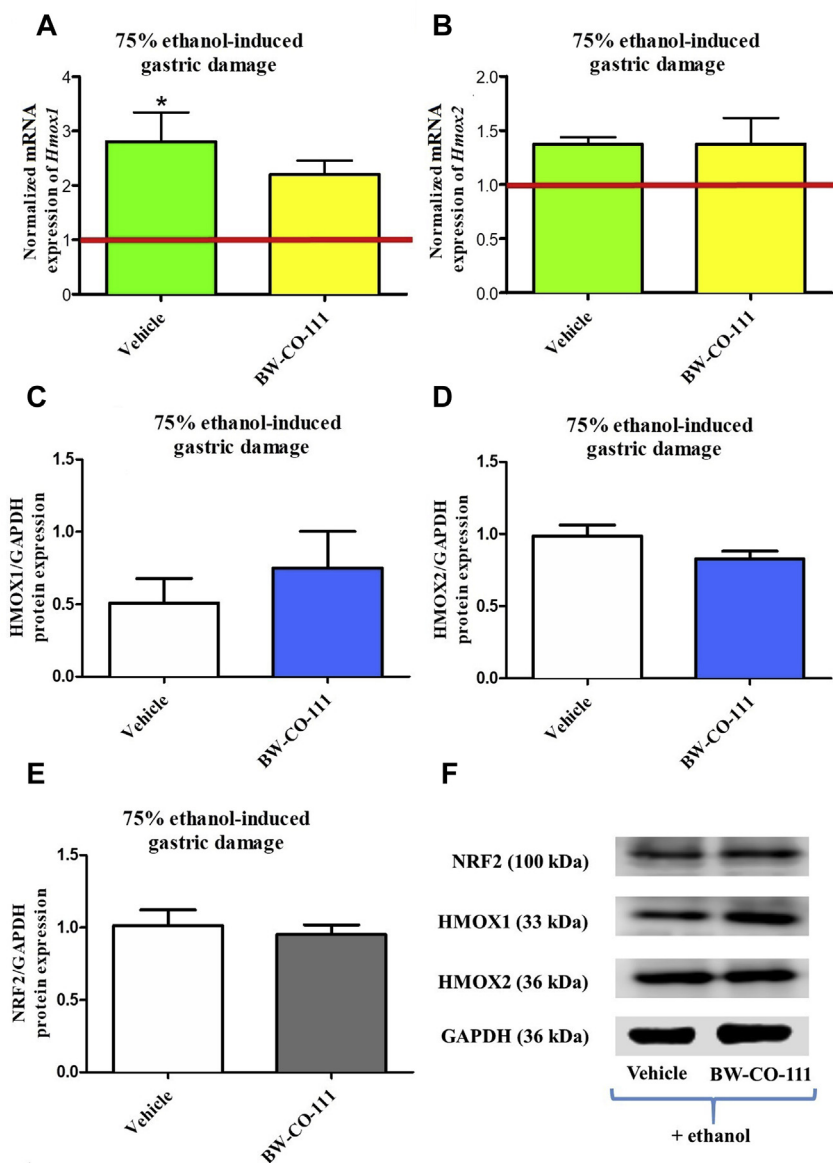 A
75% ethanol-induced
gastric damage
Normalized mRNA
expression of Hmox1
4
3
2
1
0
*
Vehicle
BW-CO-111
B
75% ethanol-induced
gastric damage
Normalized mRNA
expression of Hmox2
2.0
1.5
1.0
0.5
0.0
Vehicle
BW-CO-111
C
75% ethanol-induced
gastric damage
HMOX1/GAPDH
protein expression
1.5
1.0
0.5
0.0
Vehicle
BW-CO-111
D
75% ethanol-induced
gastric damage
HMOX2/GAPDH
protein expression
1.5
1.0
0.5
0.0
Vehicle
BW-CO-111
E
75% ethanol-induced
gastric damage
NRF2/GAPDH
protein expression
1.5
1.0
0.5
0.0
Vehicle
BW-CO-111
F
NRF2 (100 kDa)
HMOX1 (33 kDa)
HMOX2 (36 kDa)
GAPDH (36 kDa)
Vehicle BW-CO-111
+ ethanol